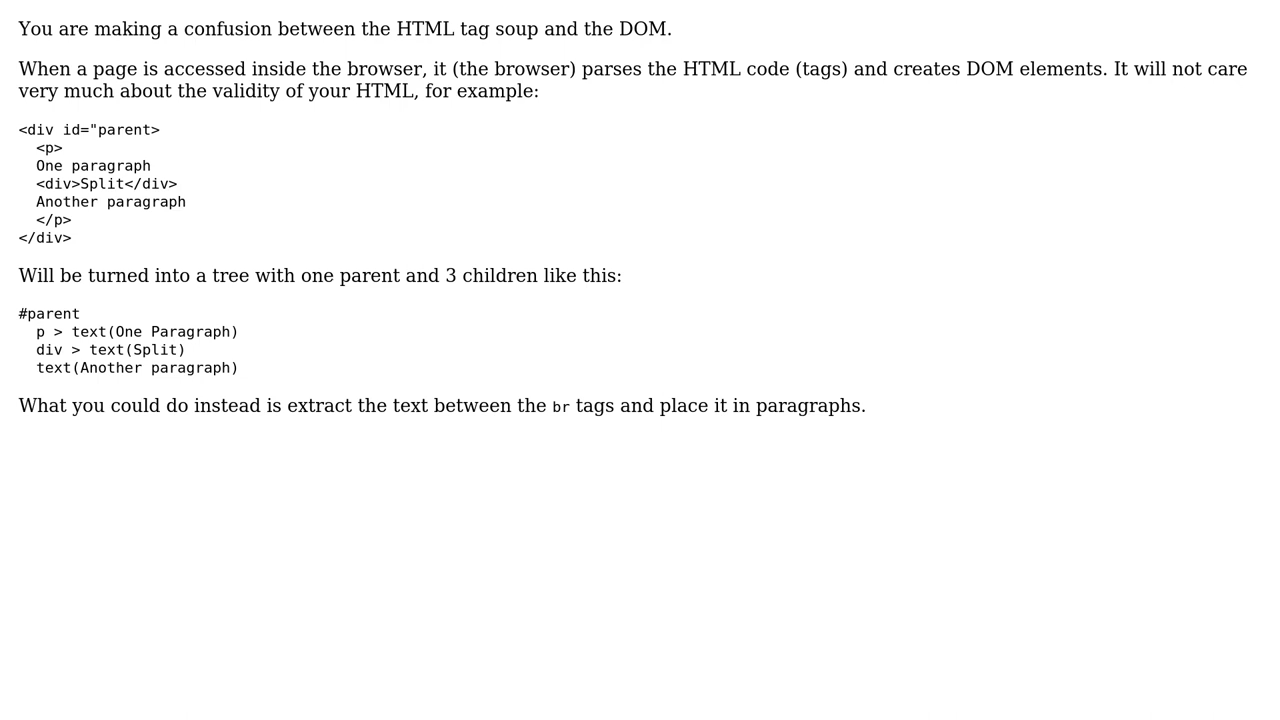 You are making a confusion between the HTML tag soup and the DOM.
When a page is accessed inside the browser, it (the browser) parses the HTML code (tags) and creates DOM elements. It will not care
very much about the validity of your HTML, for example:
<div id="parent>
  <p>
  One paragraph
  <div>Split</div>
  Another paragraph
  </p>
</div>
Will be turned into a tree with one parent and 3 children like this:
#parent
  p > text(One Paragraph)
  div > text(Split)
  text(Another paragraph)
What you could do instead is extract the text between the br tags and place it in paragraphs.